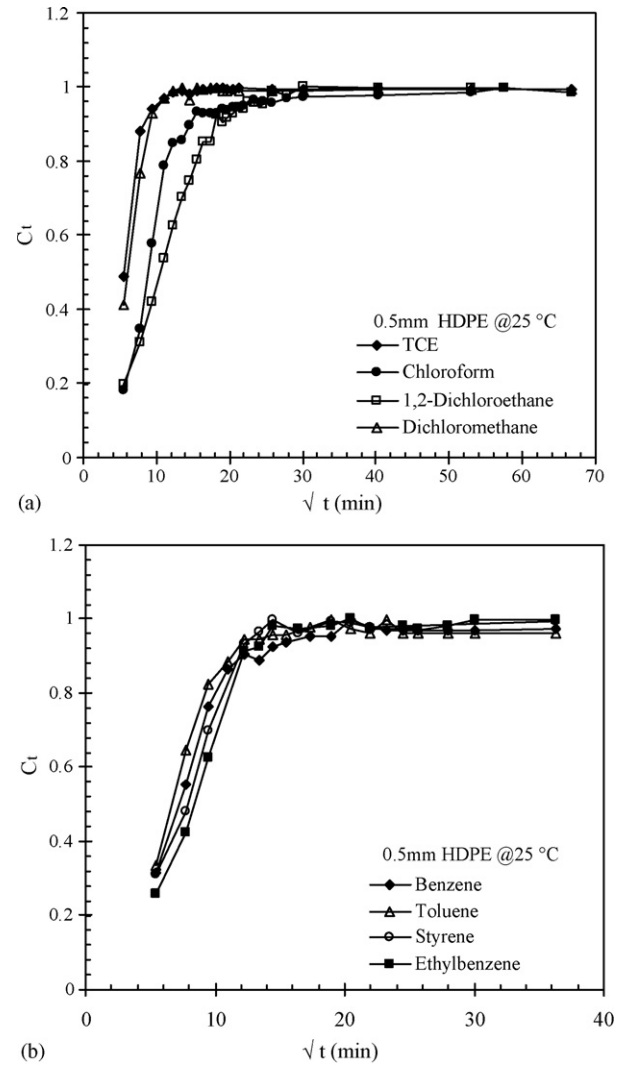 1.2
1
0.8
0.6
0.4
0.2
0
Ct
0 10 20 30 40 50 60 70
√ t (min)
0.5mm HDPE @25 °C
TCE
Chloroform
1,2-Dichloroethane
Dichloromethane
(a)
1.2
1
0.8
0.6
0.4
0.2
0
Ct
0 10 20 30 40
√ t (min)
0.5mm HDPE @25 °C
Benzene
Toluene
Styrene
Ethylbenzene
(b)